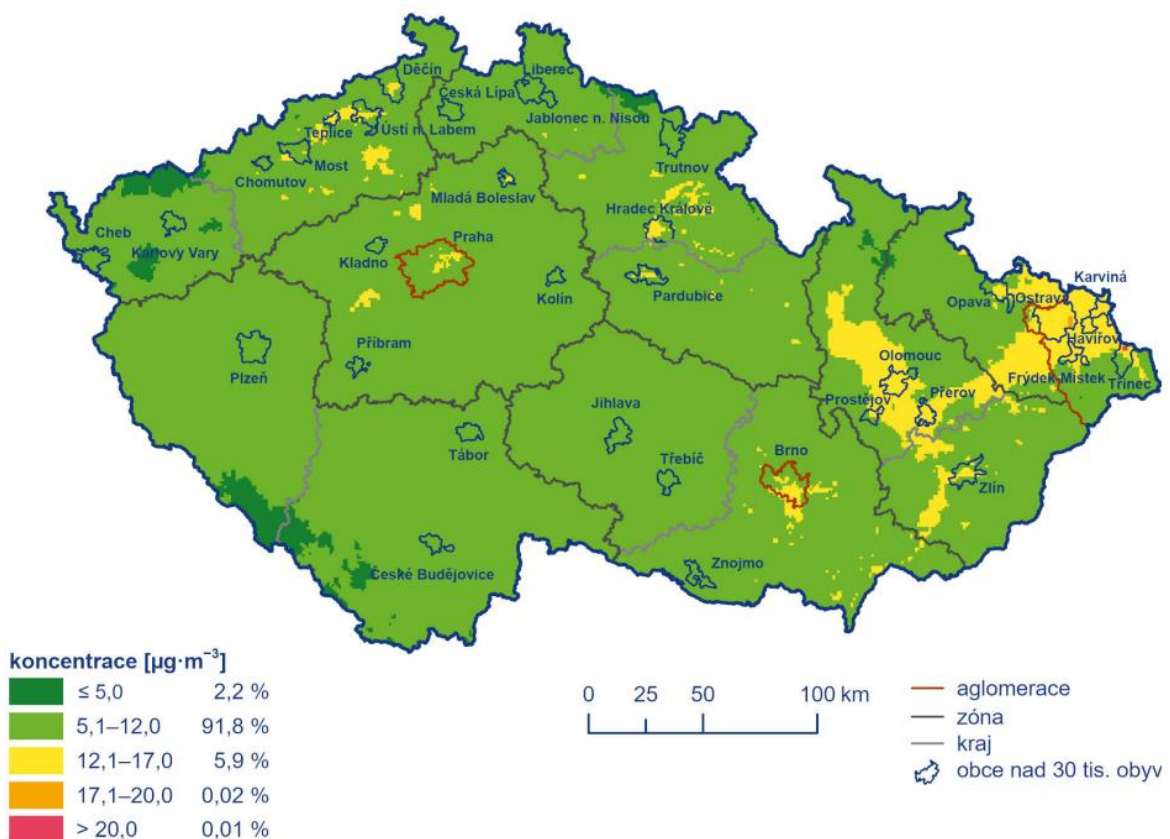 Děčín
Liberec
Česká Lípa
Jablonec n. Nisou
Teplice
Ústí n. Labem
Most
Chomutov
Trutnov
Mladá Boleslav
Hradec Králové
Cheb
Karlovy Vary
Praha
Kladno
Kolín
Pardubice
Karviná
Opava
Ostrava
Havířov
Příbram
Plzeň
Olomouc
Frýdek-Místek
Třinec
Prostějov
Přerov
Jihlava
Tábor
Třebíč
Brno
Zlín
České Budějovice
Znojmo
koncentrace [µg·m⁻³]
≤ 5,0 2,2 %
5,1–12,0 91,8 %
12,1–17,0 5,9 %
17,1–20,0 0,02 %
> 20,0 0,01 %
0 25 50 100 km
aglomerace
zóna
kraj
obce nad 30 tis. obyv